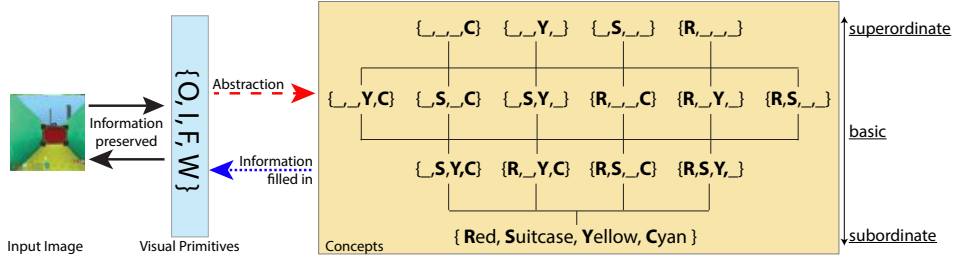 {_,_,_,C} {_,_,Y,_} {_,S,_,_} {R,_,_,_}
superordinate
Abstraction
{_,_,Y,C} {_,S,_,C} {_,S,Y,_} {R,_,_,C} {R,_,Y,_} {R,S,_,_}
Information
preserved
{O, I, F, W}
basic
Information
filled in
{_,S,Y,C} {R,_,Y,C} {R,S,_,C} {R,S,Y,_}
{ Red, Suitcase, Yellow, Cyan }
subordinate
Input Image
Visual Primitives
Concepts